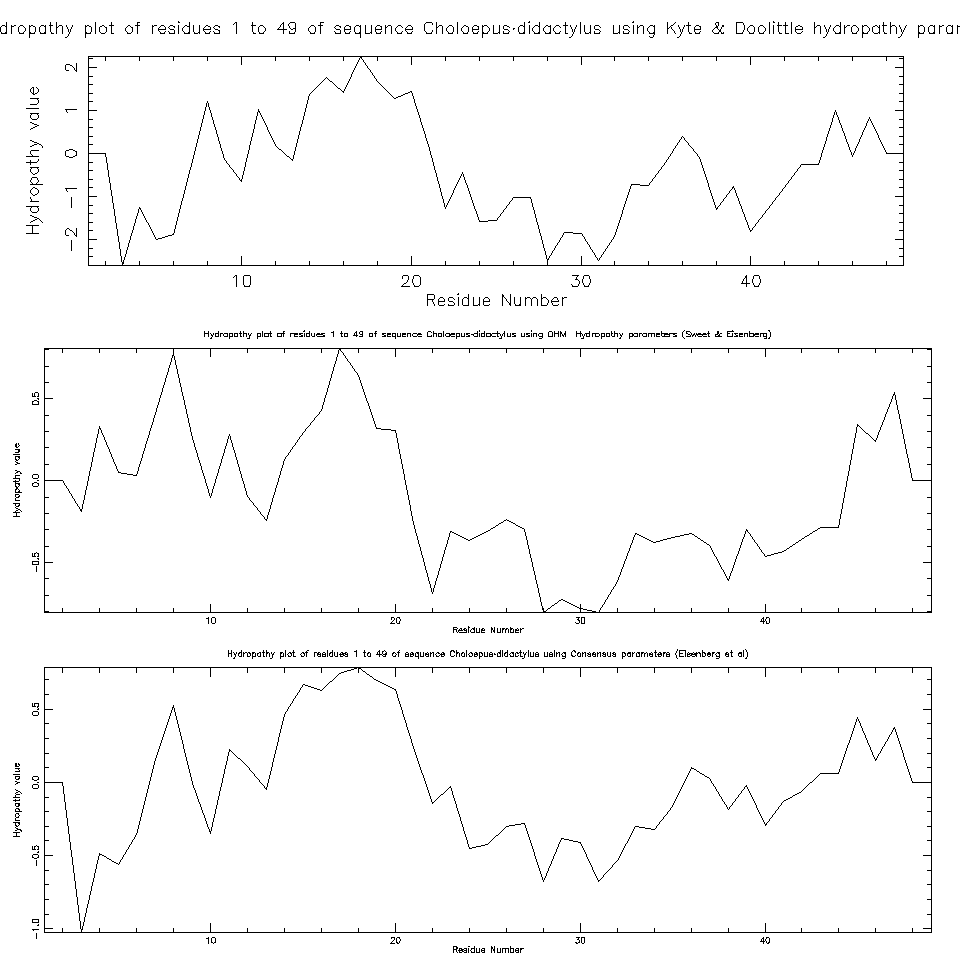 dropathy plot of residues 1 to 49 of sequence Choloepus-didactylus using Kyte & Doolittle hydropathy parar
Hydropathy value
2
1
0
-1
-2
10 20 30 40
Residue Number
Hydropathy plot of residues 1 to 49 of sequence Choloepus-didactylus using OHM Hydropathy parameters (Sweet & Eisenberg)
Hydropathy value
0.5
0.0
-0.5
10 20 30 40
Residue Number
Hydropathy plot of residues 1 to 49 of sequence Choloepus-didactylus using Consensus parameters (Eisenberg et al)
Hydropathy value
0.5
0.0
-0.5
-1.0
10 20 30 40
Residue Number